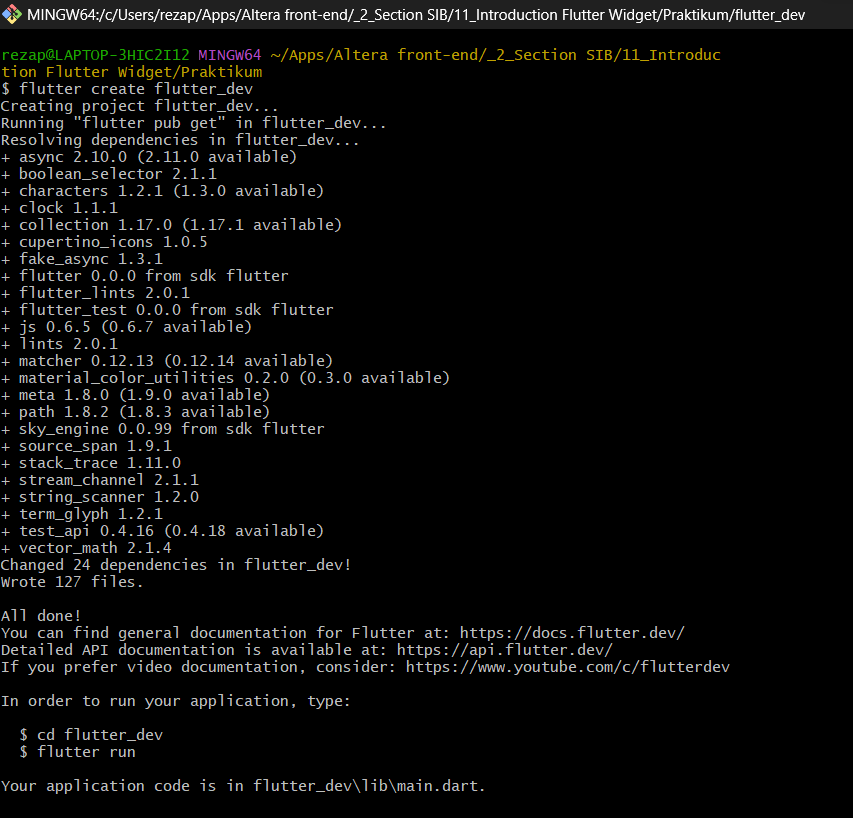 MINGW64:/c/Users/rezap/Apps/Altera front-end/_2_Section SIB/11_Introduction Flutter Widget/Praktikum/flutter_dev
rezap@LAPTOP-3HIC2I12 MINGW64 ~/Apps/Altera front-end/_2_Section SIB/11_Introduc
tion Flutter Widget/Praktikum
$ flutter create flutter_dev
Creating project flutter_dev...
Running "flutter pub get" in flutter_dev...
Resolving dependencies in flutter_dev...
+ async 2.10.0 (2.11.0 available)
+ boolean_selector 2.1.1
+ characters 1.2.1 (1.3.0 available)
+ clock 1.1.1
+ collection 1.17.0 (1.17.1 available)
+ cupertino_icons 1.0.5
+ fake_async 1.3.1
+ flutter 0.0.0 from sdk flutter
+ flutter_lints 2.0.1
+ flutter_test 0.0.0 from sdk flutter
+ js 0.6.5 (0.6.7 available)
+ lints 2.0.1
+ matcher 0.12.13 (0.12.14 available)
+ material_color_utilities 0.2.0 (0.3.0 available)
+ meta 1.8.0 (1.9.0 available)
+ path 1.8.2 (1.8.3 available)
+ sky_engine 0.0.99 from sdk flutter
+ source_span 1.9.1
+ stack_trace 1.11.0
+ stream_channel 2.1.1
+ string_scanner 1.2.0
+ term_glyph 1.2.1
+ test_api 0.4.16 (0.4.18 available)
+ vector_math 2.1.4
Changed 24 dependencies in flutter_dev!
Wrote 127 files.
All done!
You can find general documentation for Flutter at: https://docs.flutter.dev/
Detailed API documentation is available at: https://api.flutter.dev/
If you prefer video documentation, consider: https://www.youtube.com/c/flutterdev
In order to run your application, type:
$ cd flutter_dev
$ flutter run
Your application code is in flutter_dev\lib\main.dart.